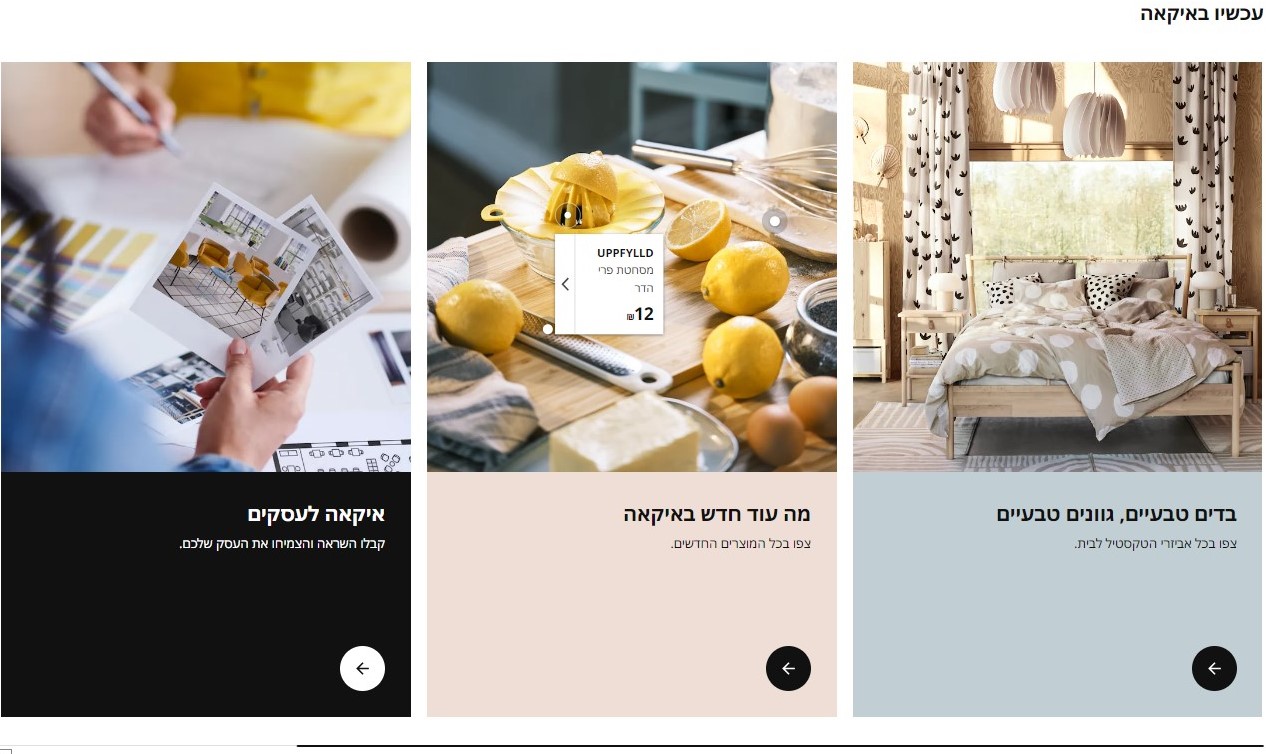 עכשיו באיקאה
בדים טבעיים, גוונים טבעיים
צפו בכל אביזרי הטקסטיל לבית.
UPPFYLLD
מסחטת פרי
הדר
12₪
מה עוד חדש באיקאה
צפו בכל המוצרים החדשים.
איקאה לעסקים
קבלו השראה והצמיחו את העסק שלכם.